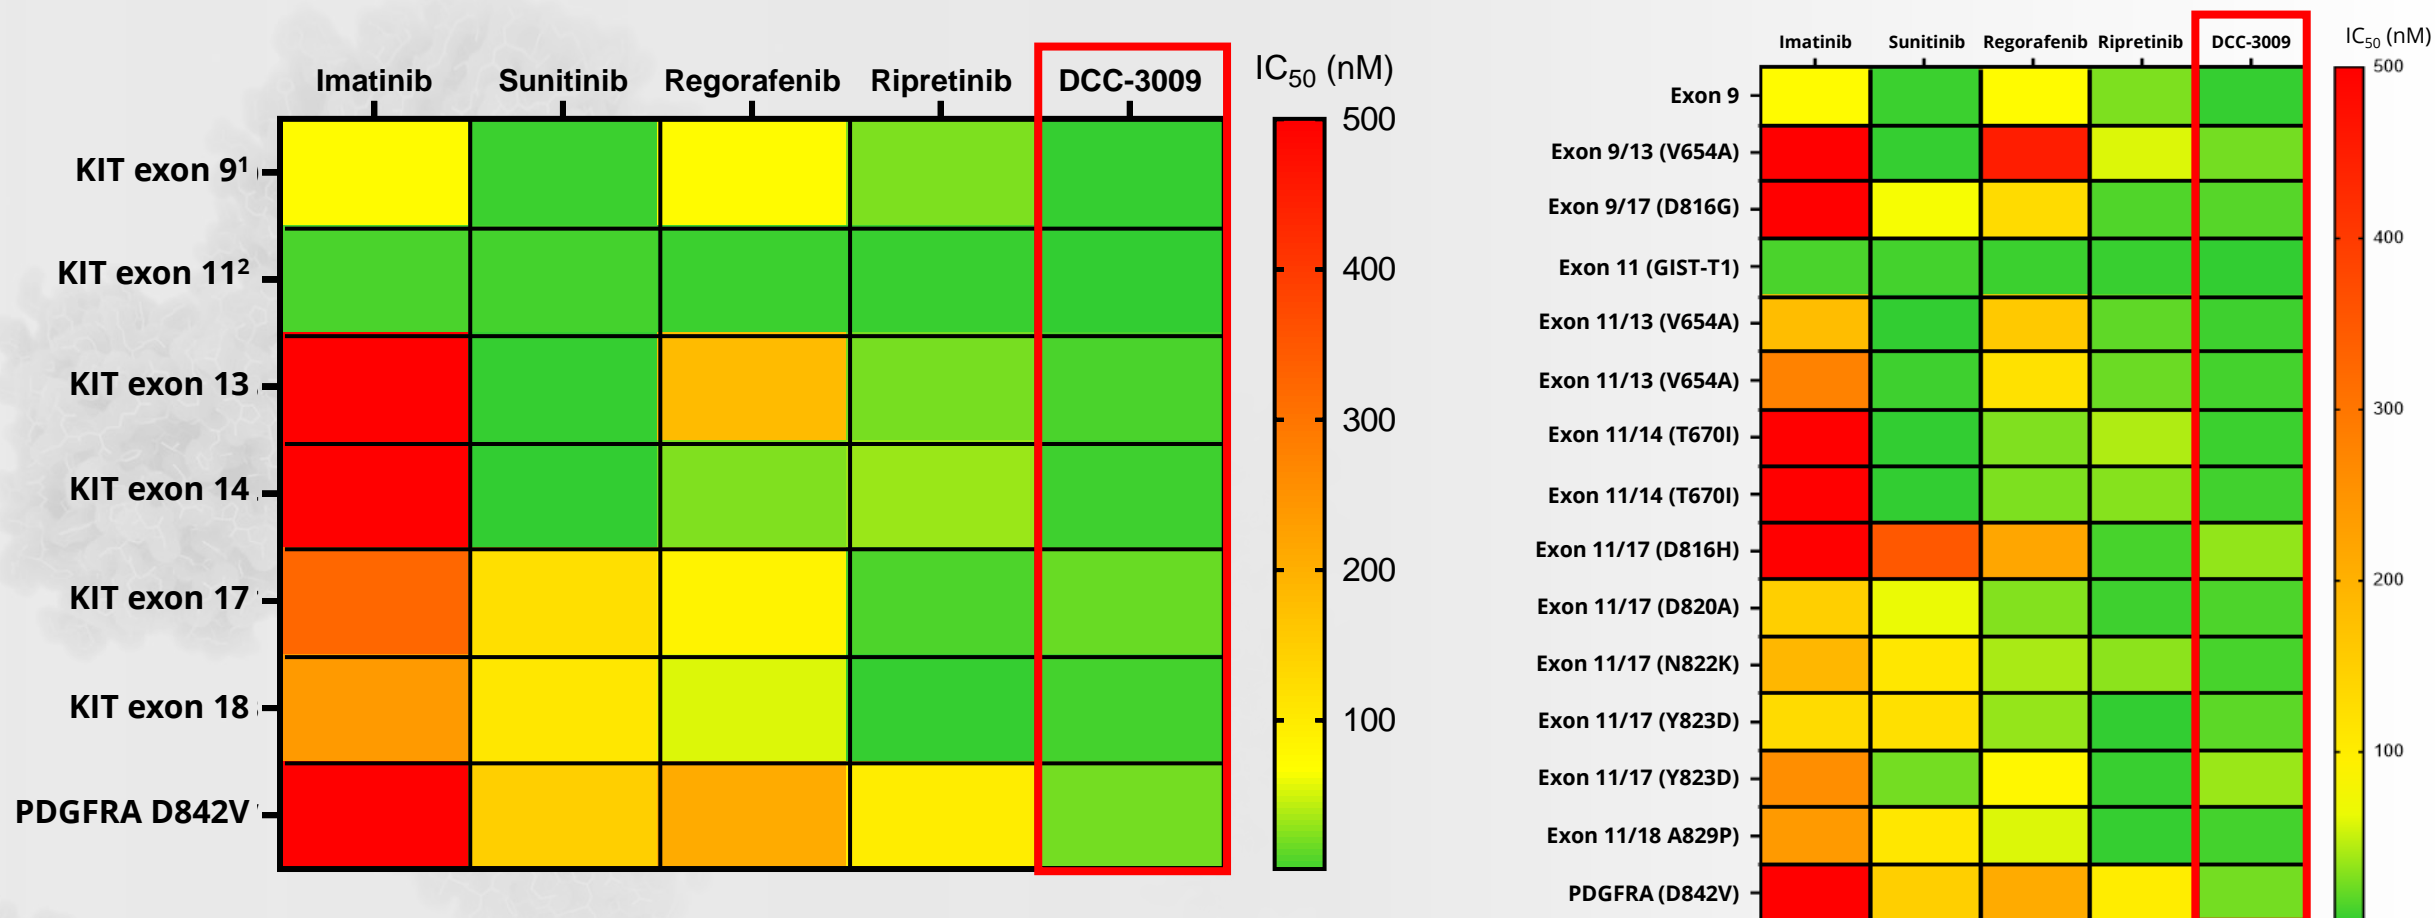 Imatinib Sunitinib Regorafenib Ripretinib DCC-3009 IC₅₀ (nM)
500
KIT exon 9¹
KIT exon 11²
400
KIT exon 13
300
KIT exon 14
200
KIT exon 17
KIT exon 18
100
PDGFRA D842V
Imatinib Sunitinib Regorafenib Ripretinib DCC-3009 IC₅₀ (nM)
500
Exon 9
Exon 9/13 (V654A)
Exon 9/17 (D816G)
400
Exon 11 (GIST-T1)
Exon 11/13 (V654A)
Exon 11/13 (V654A)
300
Exon 11/14 (T670I)
Exon 11/14 (T670I)
Exon 11/17 (D816H)
200
Exon 11/17 (D820A)
Exon 11/17 (N822K)
Exon 11/17 (Y823D)
100
Exon 11/17 (Y823D)
Exon 11/18 A829P)
PDGFRA (D842V)